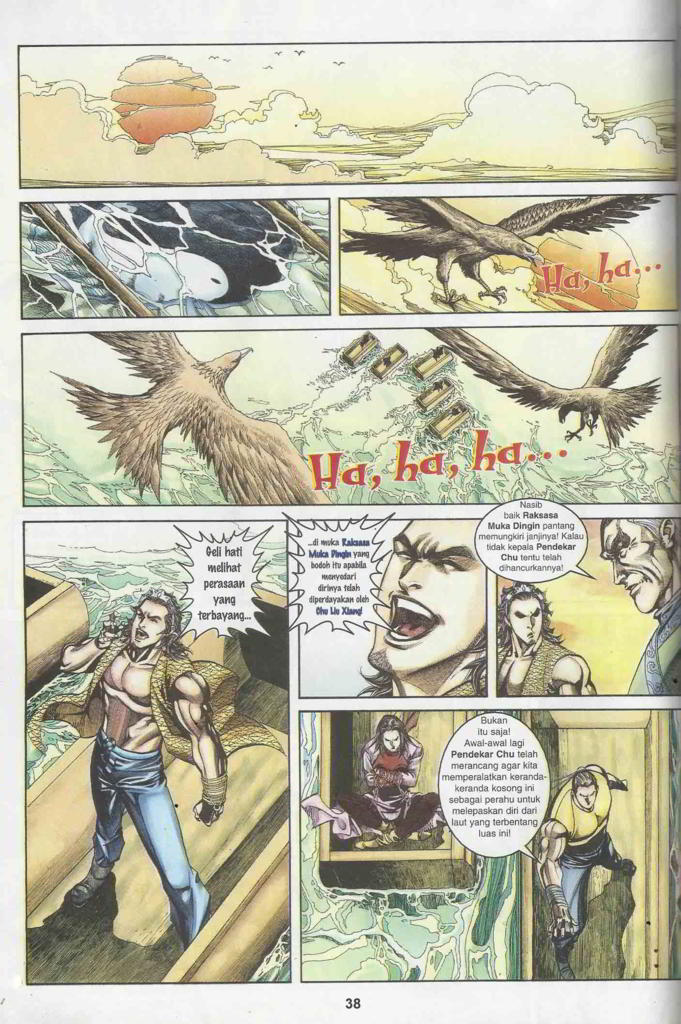 Ha, ha...
Ha, ha, ha...
Geli hati
melihat
perasaan
yang
terbayang...
...di muka Raksasa
Muka Dingin yang
bodoh itu apabila
menyedari
dirinya telah
diperdayakan oleh
Chu Liu Xiang!
Nasib
baik Raksasa
Muka Dingin pantang
memungkiri janjinya! Kalau
tidak kepala Pendekar
Chu tentu telah
dihancurkannya!
Bukan
itu saja!
Awal-awal lagi
Pendekar Chu telah
merancang agar kita
memperalatkan keranda-
keranda kosong ini
sebagai perahu untuk
melepaskan diri dari
laut yang terbentang
luas ini!
38